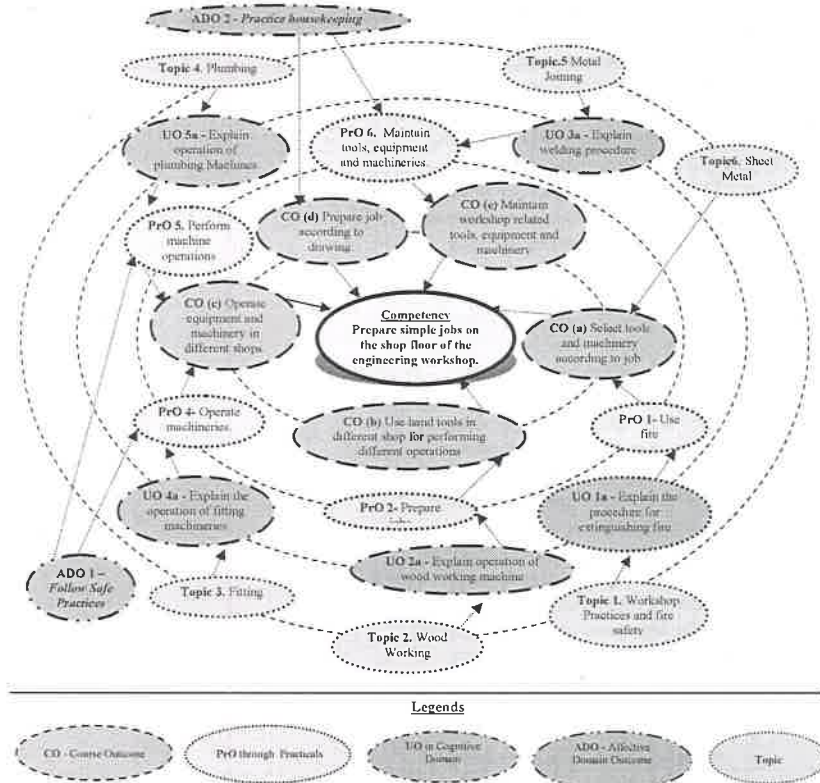 ADO 2 - Practice housekeeping
Topic 4. Plumbing
Topic.5 Metal
Joining
UO 5a - Explain
operation of
plumbing Machines
PrO 6. Maintain
tools, equipment
and machineries
UO 3a - Explain
welding procedure
Topic6. Sheet
Metal
PrO 5. Perform
machine
operations
CO (d) Prepare job
according to
drawing
CO (e) Maintain
workshop related
tools, equipment and
machinery
CO (c) Operate
equipment and
machinery in
different shops
Competency
Prepare simple jobs on
the shop floor of the
engineering workshop.
CO (a) Select tools
and machinery
according to job
PrO 4- Operate
machineries.
CO (b) Use hand tools in
different shop for performing
different operations
PrO 1- Use
fire
UO 4a - Explain the
operation of fitting
machineries
PrO 2- Prepare
UO 1a - Explain the
procedure for
extinguishing fire
ADO 1 –
Follow Safe
Practices
UO 2a - Explain operation of
wood working machine
Topic 3. Fitting
Topic 1. Workshop
Practices and fire
safety
Topic 2. Wood
Working
Legends
CO - Course Outcome
PrO through Practicals
UO in Cognitive
Domain
ADO - Affective
Domain Outcome
Topic